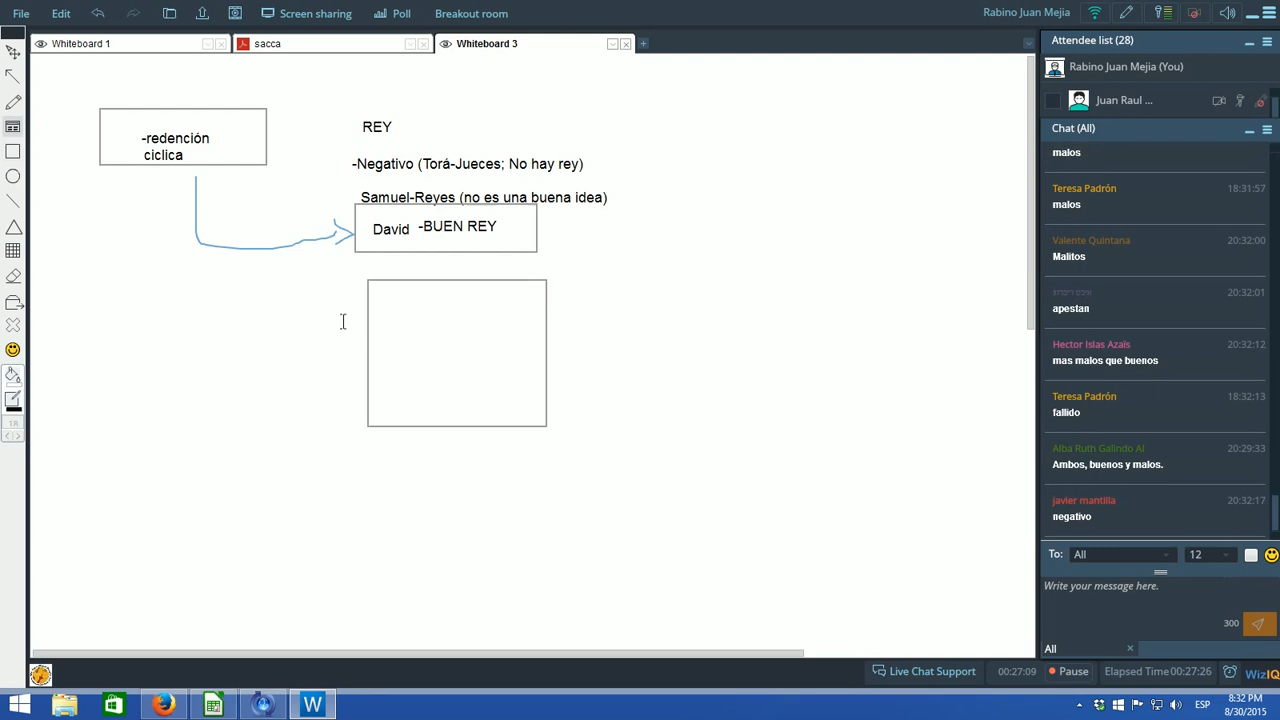 File Edit Screen sharing Poll Breakout room Rabino Juan Mejia
Whiteboard 1 sacca Whiteboard 3
-redención
ciclica
REY
-Negativo (Torá-Jueces; No hay rey)
Samuel-Reyes (no es una buena idea)
David -BUEN REY
18
Attendee list (28)
Rabino Juan Mejia (You)
Juan Raul ...
Chat (All)
malos
Teresa Padrón 18:31:57
malos
Valente Quintana 20:32:00
Malitos
20:32:01
apestan
Hector Islas Azaïs 20:32:12
mas malos que buenos
Teresa Padrón 18:32:13
fallido
Alba Ruth Galindo Al 20:29:33
Ambos, buenos y malos.
javier mantilla 20:32:17
negativo
To: All 12
Write your message here.
300
All
Live Chat Support 00:27:09 Pause Elapsed Time 00:27:26 WizIQ
ESP 8:32 PM
8/30/2015